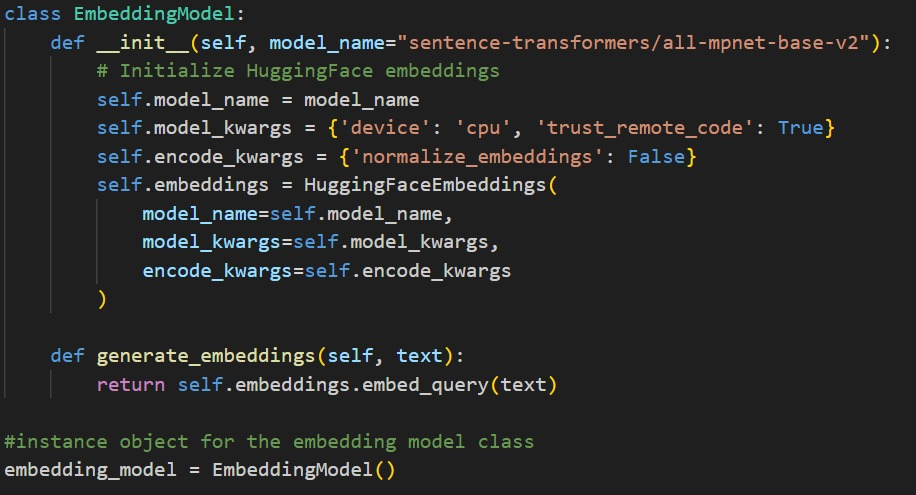 class EmbeddingModel:
    def __init__(self, model_name="sentence-transformers/all-mpnet-base-v2"):
        # Initialize HuggingFace embeddings
        self.model_name = model_name
        self.model_kwargs = {'device': 'cpu', 'trust_remote_code': True}
        self.encode_kwargs = {'normalize_embeddings': False}
        self.embeddings = HuggingFaceEmbeddings(
            model_name=self.model_name,
            model_kwargs=self.model_kwargs,
            encode_kwargs=self.encode_kwargs
        )

    def generate_embeddings(self, text):
        return self.embeddings.embed_query(text)

#instance object for the embedding model class
embedding_model = EmbeddingModel()